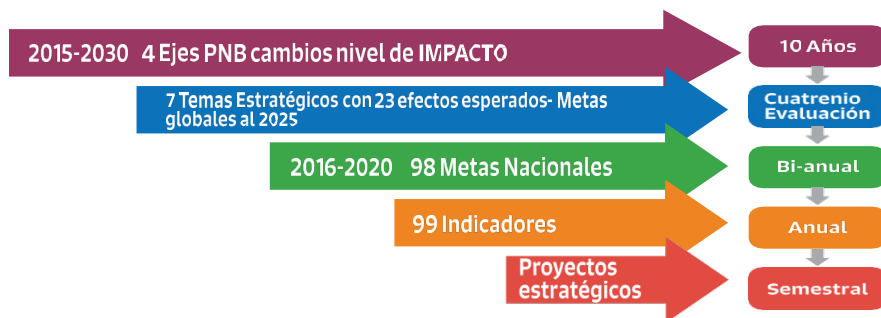 2015-2030 4 Ejes PNB cambios nivel de IMPACTO
10 Años
7 Temas Estratégicos con 23 efectos esperados- Metas
globales al 2025
Cuatrenio
Evaluación
2016-2020 98 Metas Nacionales
Bi-anual
99 Indicadores
Anual
Proyectos
estratégicos
Semestral